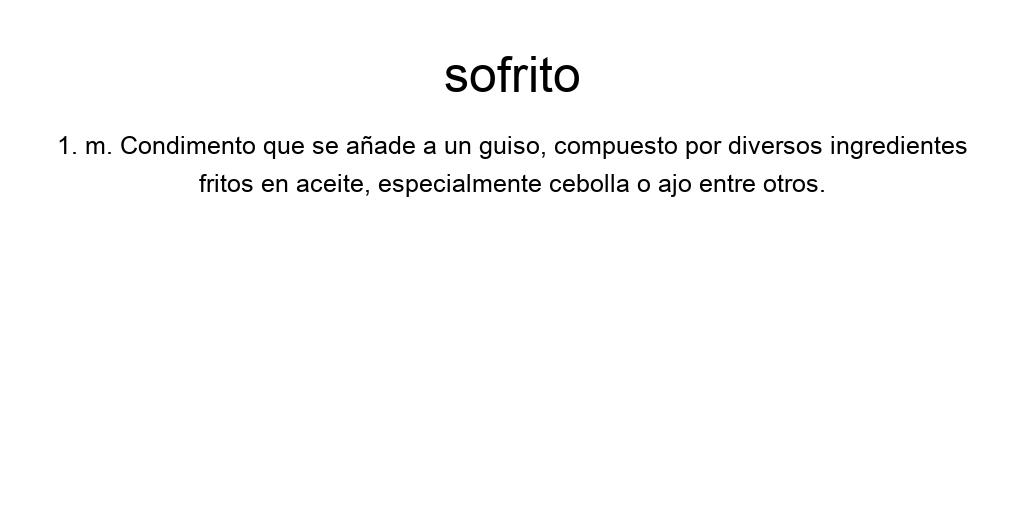 sofrito
1. m. Condimento que se añade a un guiso, compuesto por diversos ingredientes
fritos en aceite, especialmente cebolla o ajo entre otros.